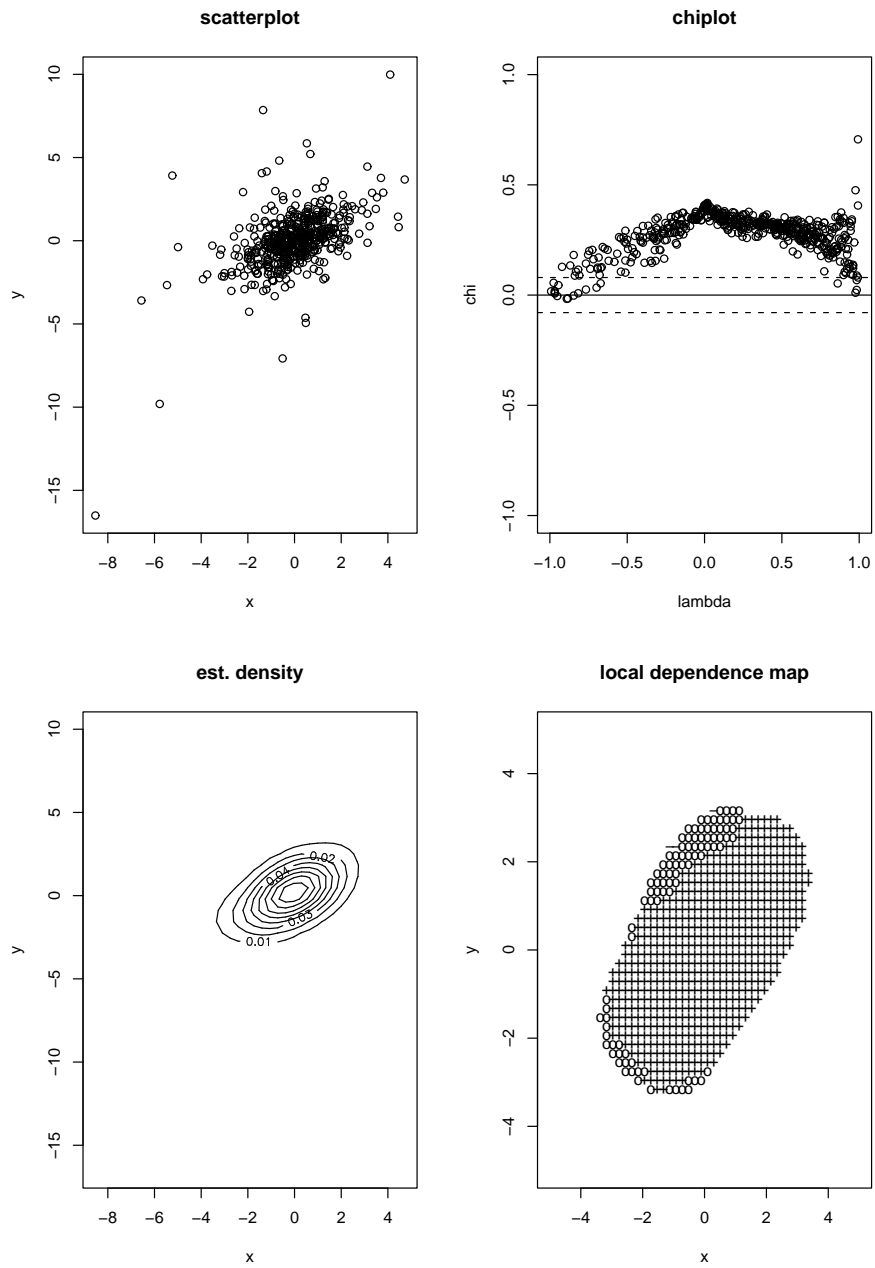 scatterplot
chiplot
10
5
0
−5
−10
−15
y
−8 −6 −4 −2 0 2 4
x
1.0
0.5
0.0
−0.5
−1.0
chi
−1.0 −0.5 0.0 0.5 1.0
lambda
est. density
local dependence map
10
5
0
−5
−10
−15
y
0.02
0.04
0.03
0.01
−8 −6 −4 −2 0 2 4
x
4
2
0
−2
−4
y
−4 −2 0 2 4
x